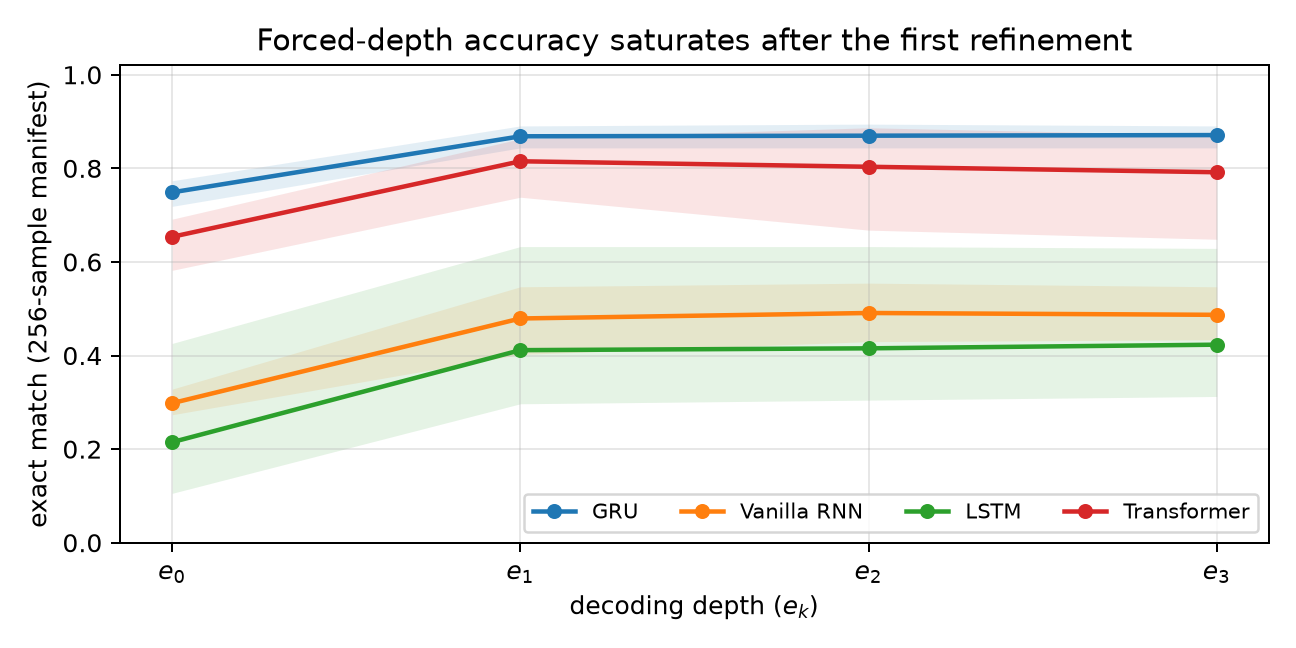 Forced-depth accuracy saturates after the first refinement
exact match (256-sample manifest)
1.0
0.8
0.6
0.4
0.2
0.0
GRU Vanilla RNN LSTM Transformer
e₀ e₁ e₂ e₃
decoding depth (eₖ)